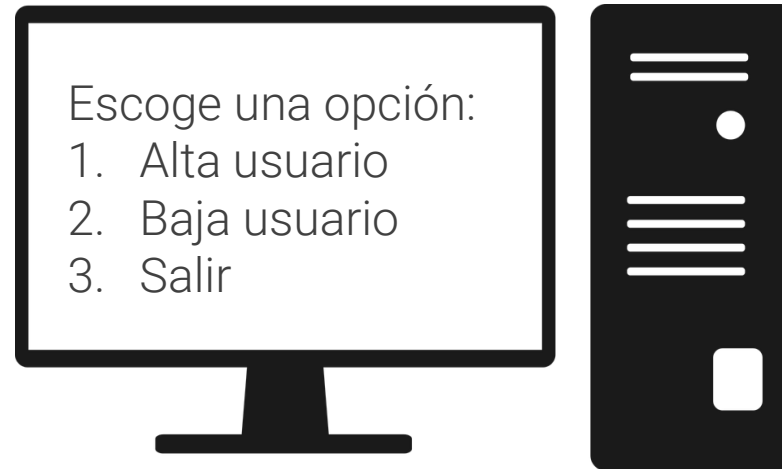 Escoge una opción:
1. Alta usuario
2. Baja usuario
3. Salir